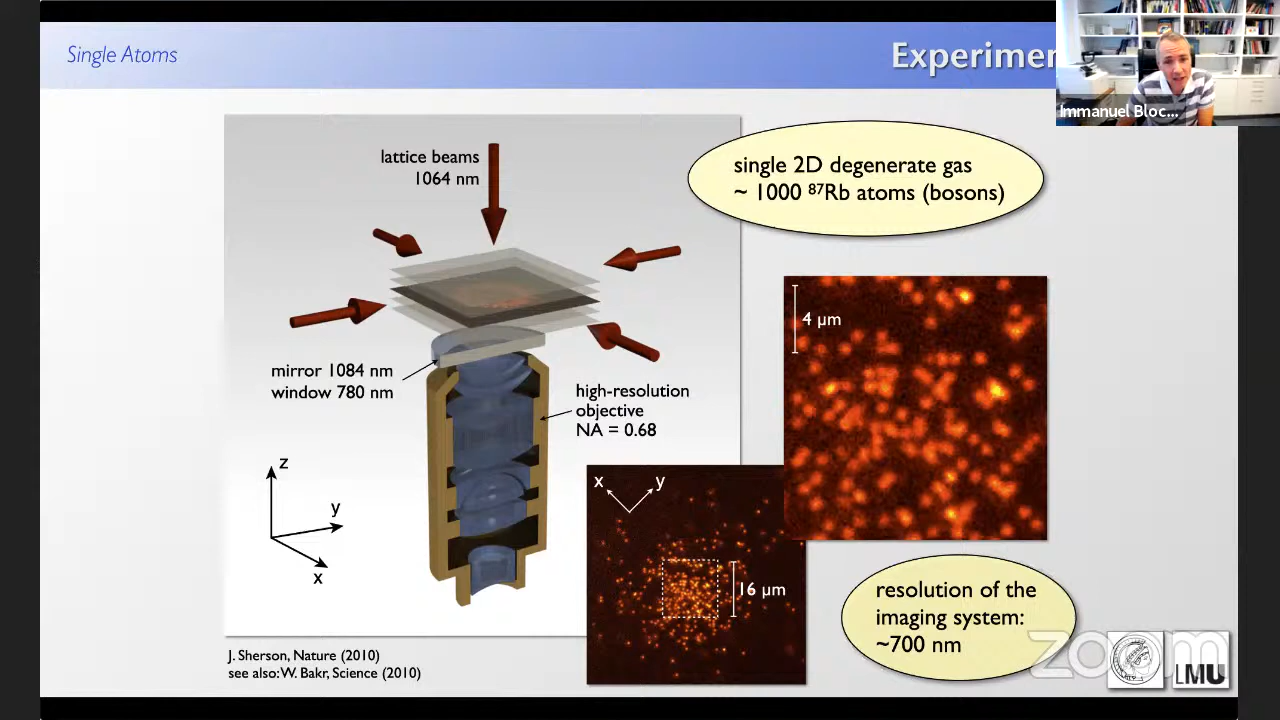 Single Atoms
Experimen
Immanuel Bloc...
lattice beams
1064 nm
single 2D degenerate gas
~ 1000 ⁸⁷Rb atoms (bosons)
4 µm
mirror 1084 nm
window 780 nm
high-resolution
objective
NA = 0.68
z
y
x
x y
16 µm
resolution of the
imaging system:
~700 nm
J. Sherson, Nature (2010)
see also: W. Bakr, Science (2010)
zoom
LMU